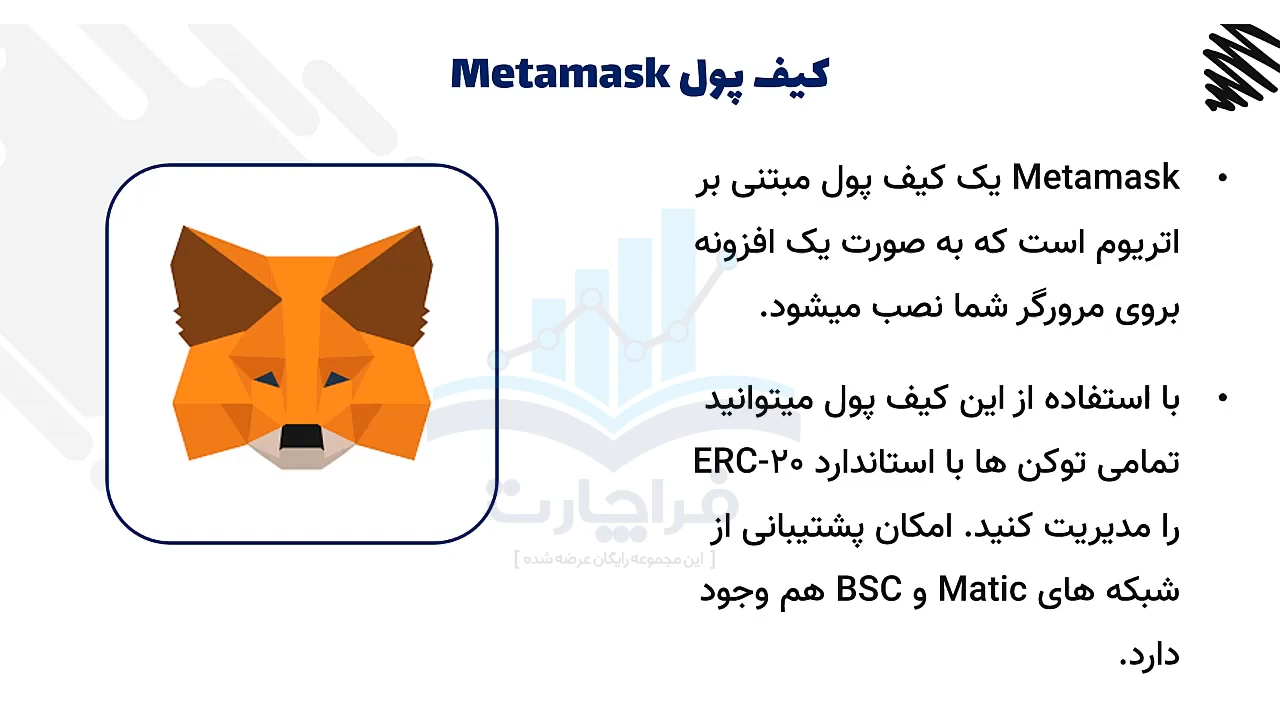 کیف پول Metamask
• Metamask یک کیف پول مبتنی بر
اتریوم است که به صورت یک افزونه
بروی مرورگر شما نصب میشود.
• با استفاده از این کیف پول میتوانید
تمامی توکن ها با استاندارد ERC-۲۰
را مدیریت کنید. امکان پشتیبانی از
شبکه های Matic و BSC هم وجود
دارد.
فراچارت
[ این مجموعه رایگان عرضه شده ]